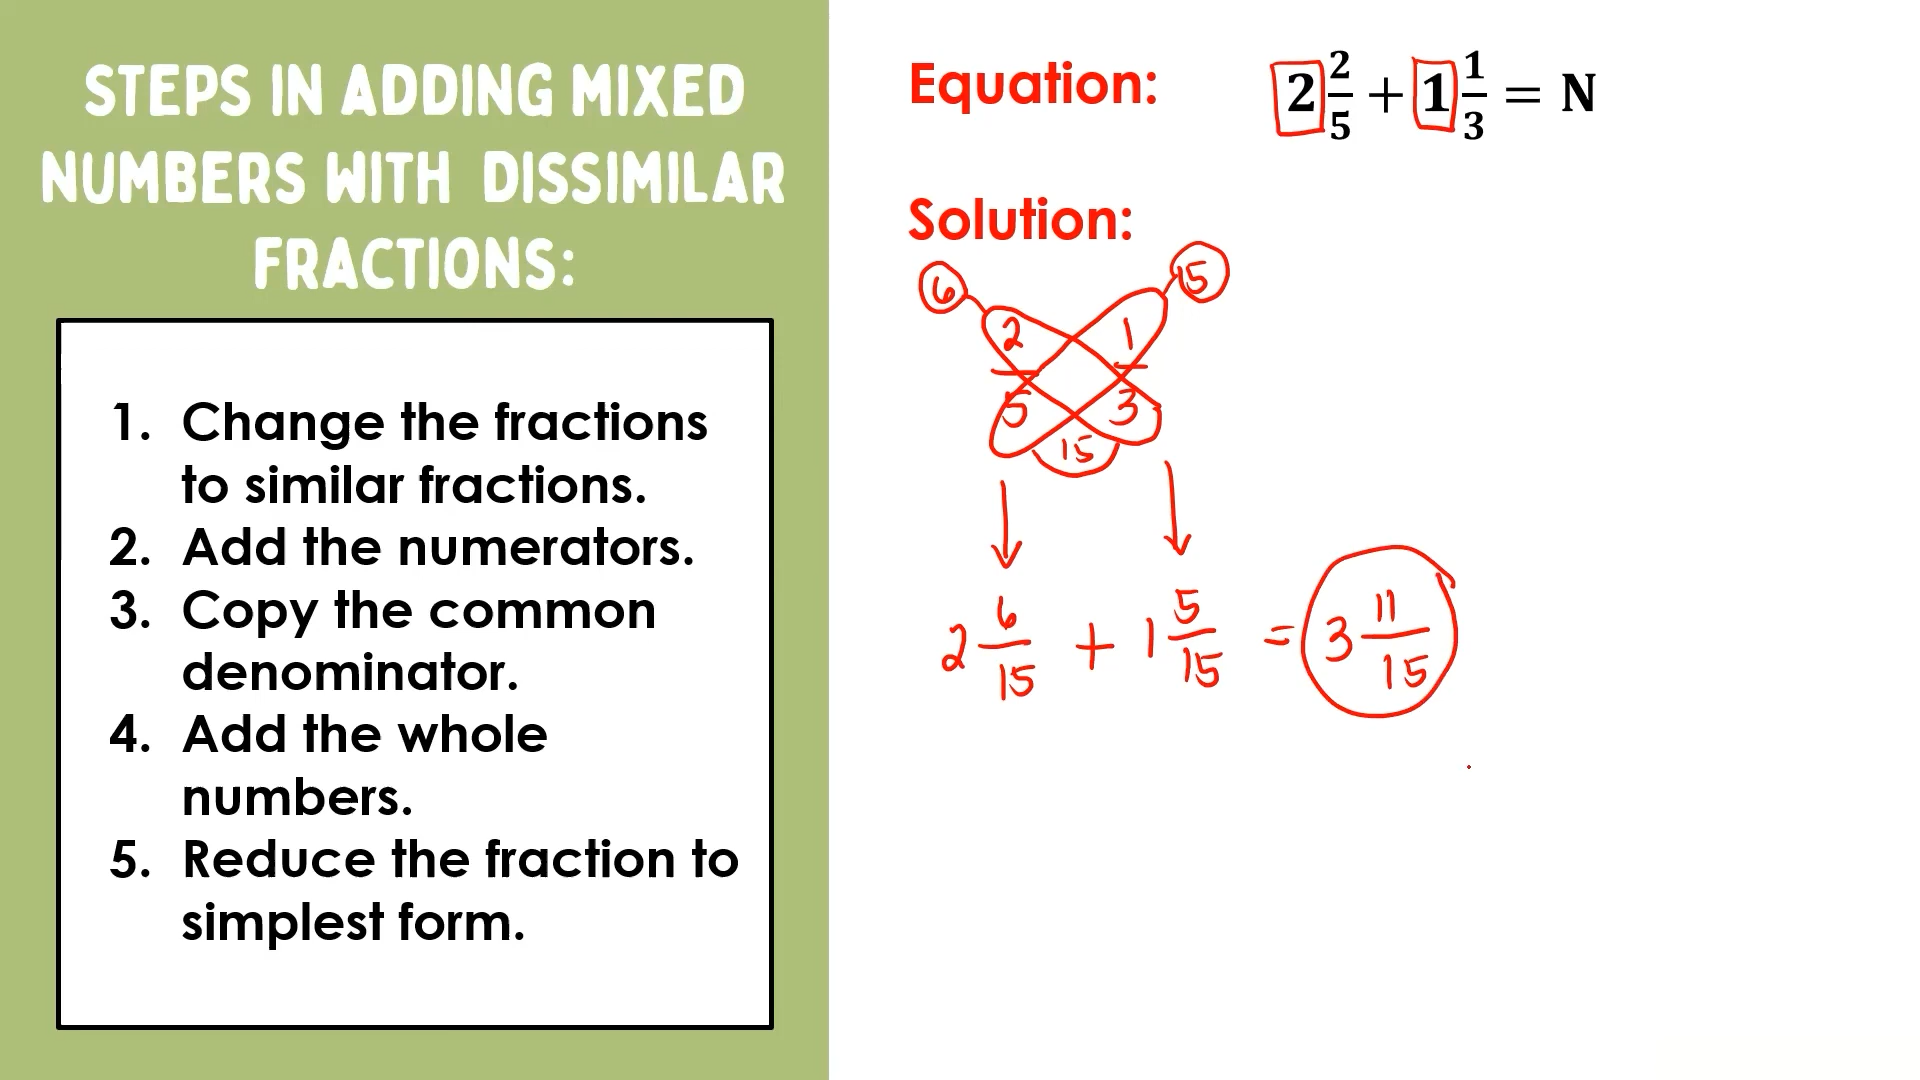 STEPS IN ADDING MIXED
NUMBERS WITH DISSIMILAR
FRACTIONS:
1. Change the fractions
to similar fractions.
2. Add the numerators.
3. Copy the common
denominator.
4. Add the whole
numbers.
5. Reduce the fraction to
simplest form.
Equation: 2 2/5 + 1 1/3 = N
Solution:
6 15
2 1
5 3
15
2 6/15 + 1 5/15 = 3 11/15